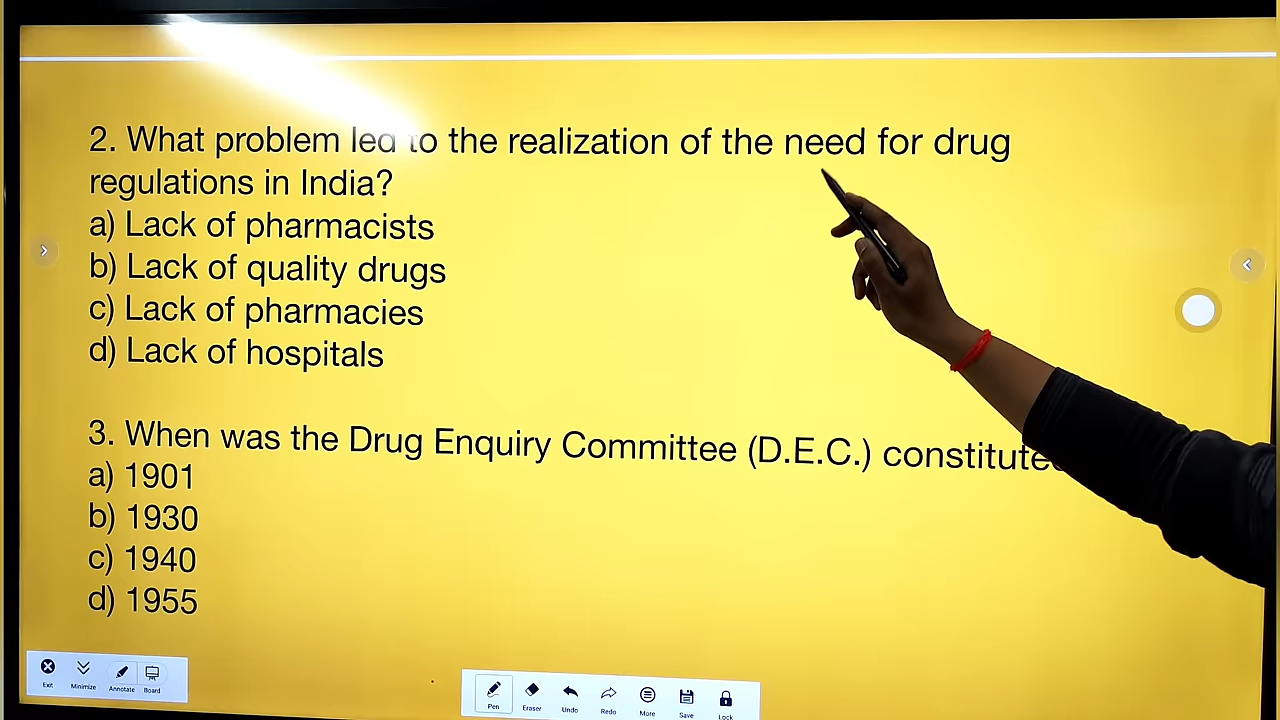 2. What problem led to the realization of the need for drug
regulations in India?
a) Lack of pharmacists
b) Lack of quality drugs
c) Lack of pharmacies
d) Lack of hospitals
3. When was the Drug Enquiry Committee (D.E.C.)
a) 1901
b) 1930
c) 1940
d) 1955
Exit Minimize Annotate Board
Pen Eraser Undo Redo More Save Lock